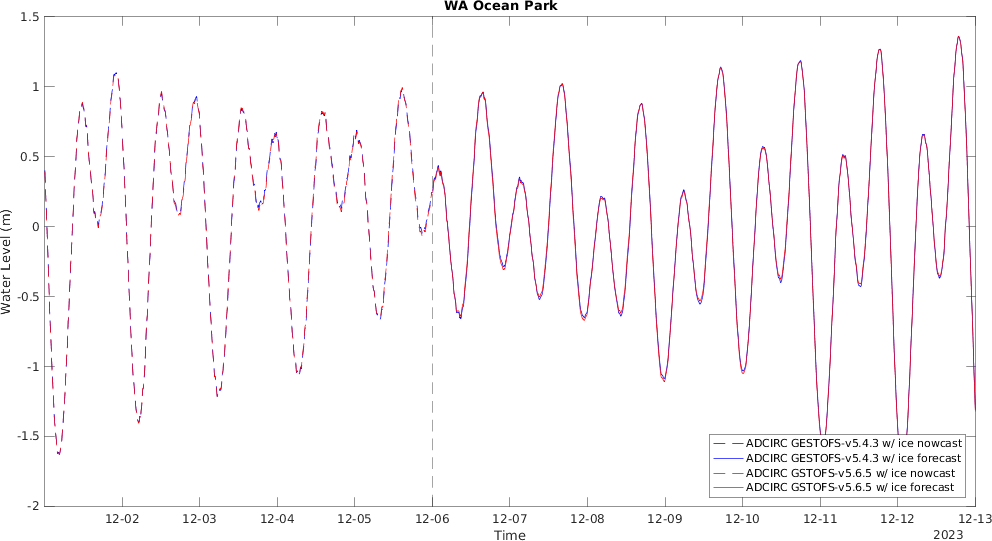 WA Ocean Park
1.5
1
0.5
0
-0.5
-1
-1.5
-2
Water Level (m)
12-02 12-03 12-04 12-05 12-06 12-07 12-08 12-09 12-10 12-11 12-12 12-13
Time
2023
ADCIRC GESTOFS-v5.4.3 w/ ice nowcast
ADCIRC GESTOFS-v5.4.3 w/ ice forecast
ADCIRC GSTOFS-v5.6.5 w/ ice nowcast
ADCIRC GSTOFS-v5.6.5 w/ ice forecast